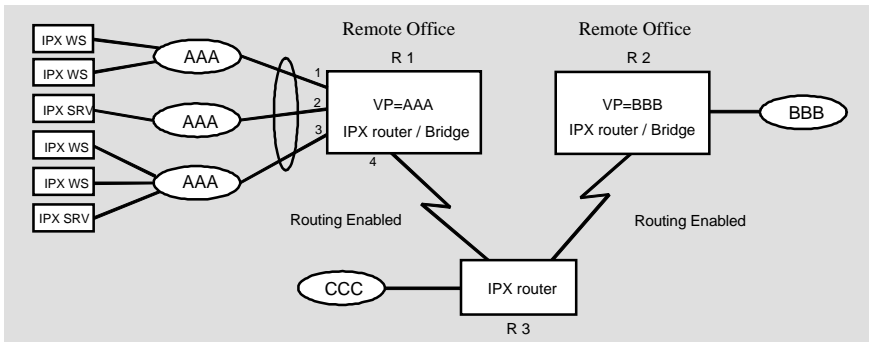 Remote Office
Remote Office
R 1
R 2
IPX WS
IPX WS
IPX SRV
IPX WS
IPX WS
IPX SRV
AAA
AAA
AAA
1
2
3
4
VP=AAA
IPX router / Bridge
VP=BBB
IPX router / Bridge
BBB
Routing Enabled
Routing Enabled
CCC
IPX router
R 3